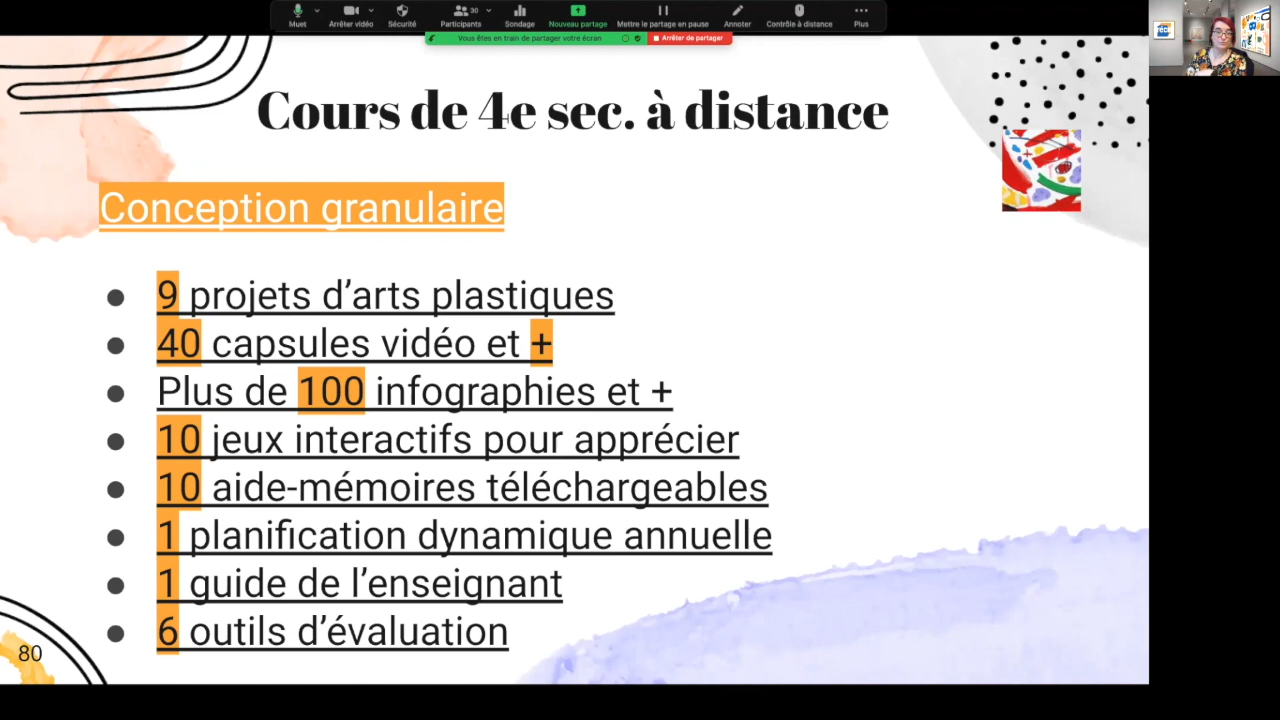 30
Muet
Arrêter vidéo
Sécurité
Participants
Sondage
Nouveau partage
Mettre le partage en pause
Annoter
Contrôle à distance
Plus
Vous êtes en train de partager votre écran
Arrêter de partager
Cours de 4e sec. à distance
Conception granulaire
● 9 projets d’arts plastiques
● 40 capsules vidéo et +
● Plus de 100 infographies et +
● 10 jeux interactifs pour apprécier
● 10 aide-mémoires téléchargeables
● 1 planification dynamique annuelle
● 1 guide de l’enseignant
● 6 outils d’évaluation
80